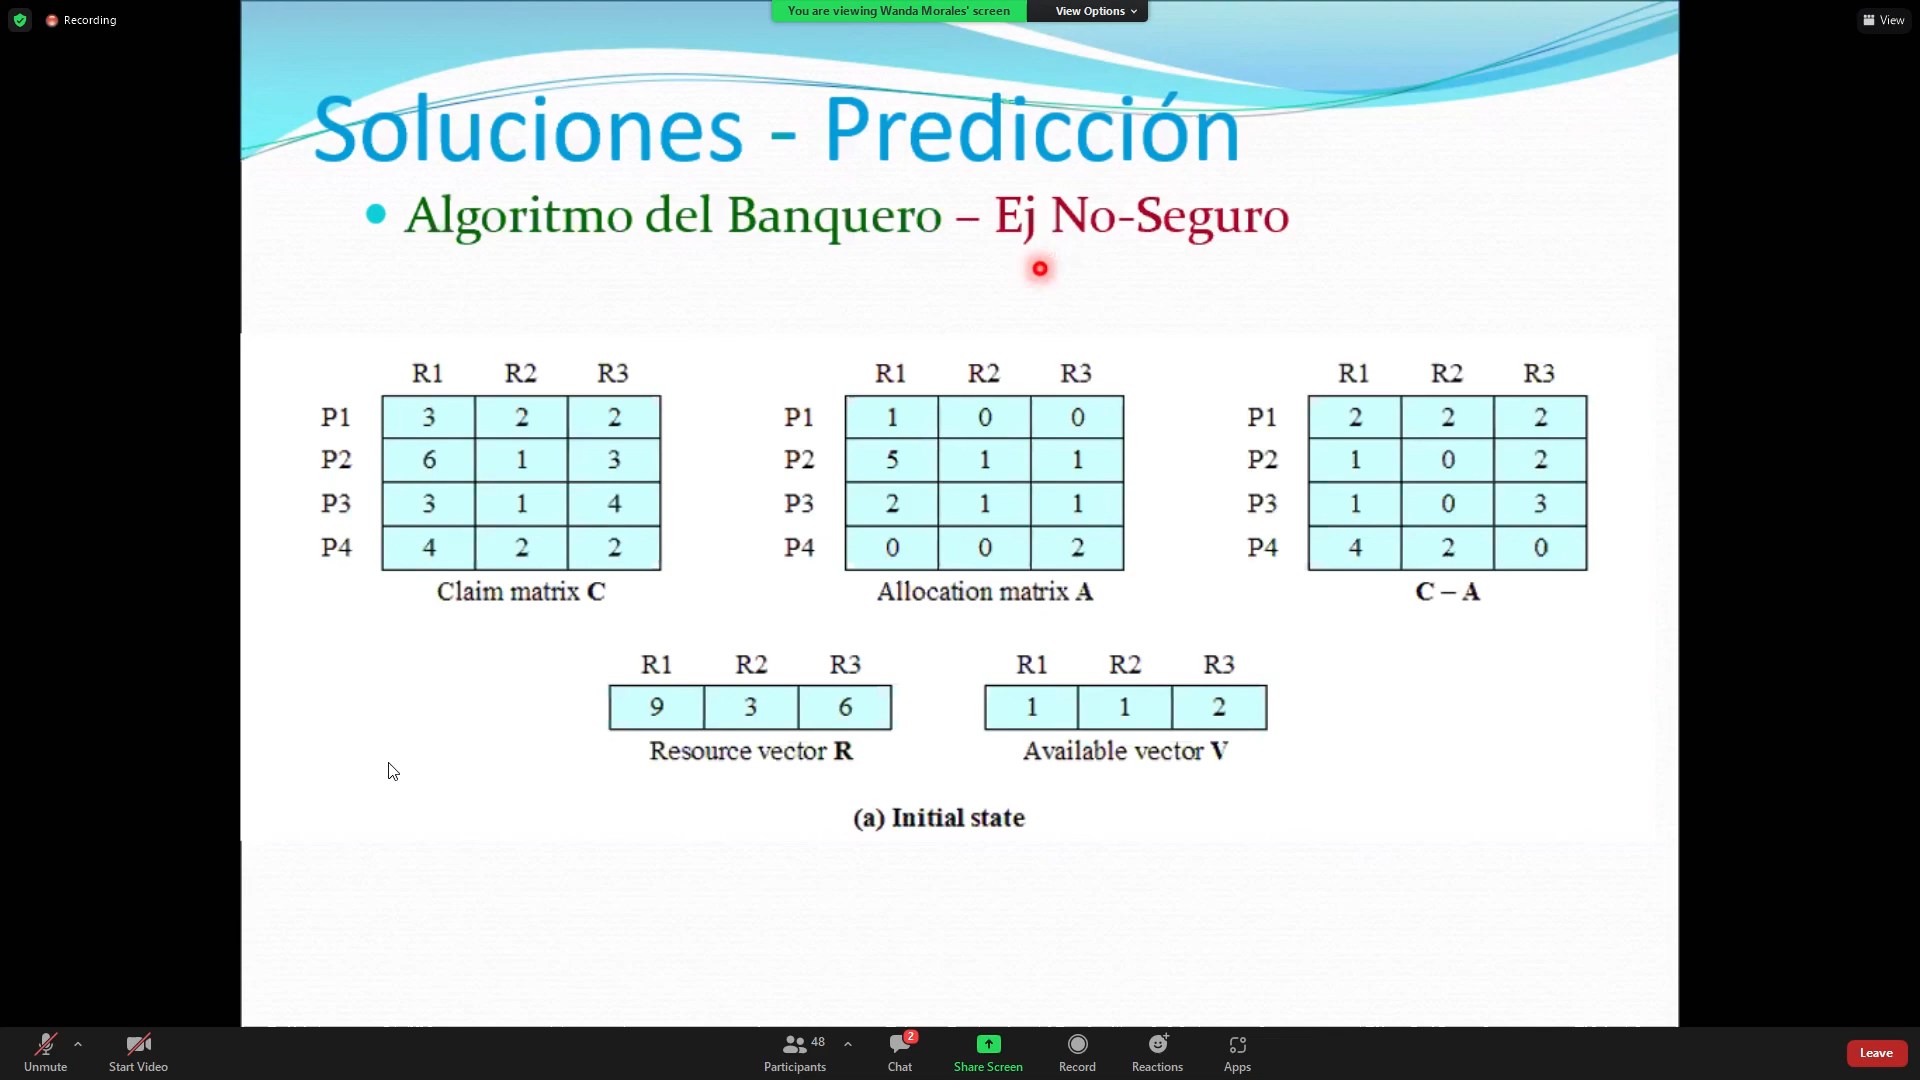 Recording
You are viewing Wanda Morales' screen
View Options
View
Soluciones - Predicción
Algoritmo del Banquero – Ej No-Seguro
R1 R2 R3
P1 3 2 2
P2 6 1 3
P3 3 1 4
P4 4 2 2
Claim matrix C
R1 R2 R3
P1 1 0 0
P2 5 1 1
P3 2 1 1
P4 0 0 2
Allocation matrix A
R1 R2 R3
P1 2 2 2
P2 1 0 2
P3 1 0 3
P4 4 2 0
C – A
R1 R2 R3
9 3 6
Resource vector R
R1 R2 R3
1 1 2
Available vector V
(a) Initial state
Unmute
Start Video
48
Participants
2
Chat
Share Screen
Record
Reactions
Apps
Leave